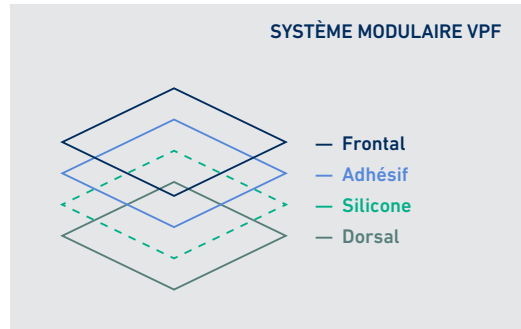 SYSTÈME MODULAIRE VPF
— Frontal
— Adhésif
— Silicone
— Dorsal